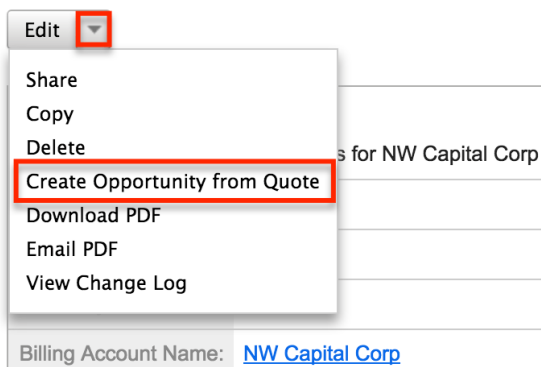 Edit
Share
Copy
Delete
s for NW Capital Corp
Create Opportunity from Quote
Download PDF
Email PDF
View Change Log
Billing Account Name: NW Capital Corp